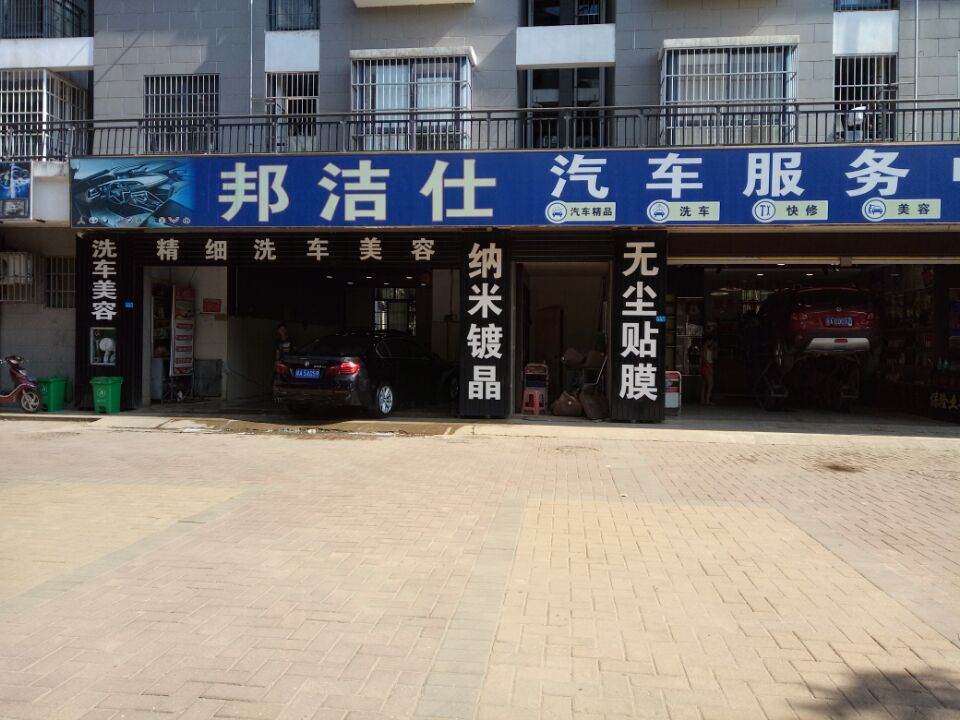 邦洁仕 汽车服务
汽车精品 洗车 快修 美容
精细洗车美容
洗车美容
纳米镀晶
无尘贴膜